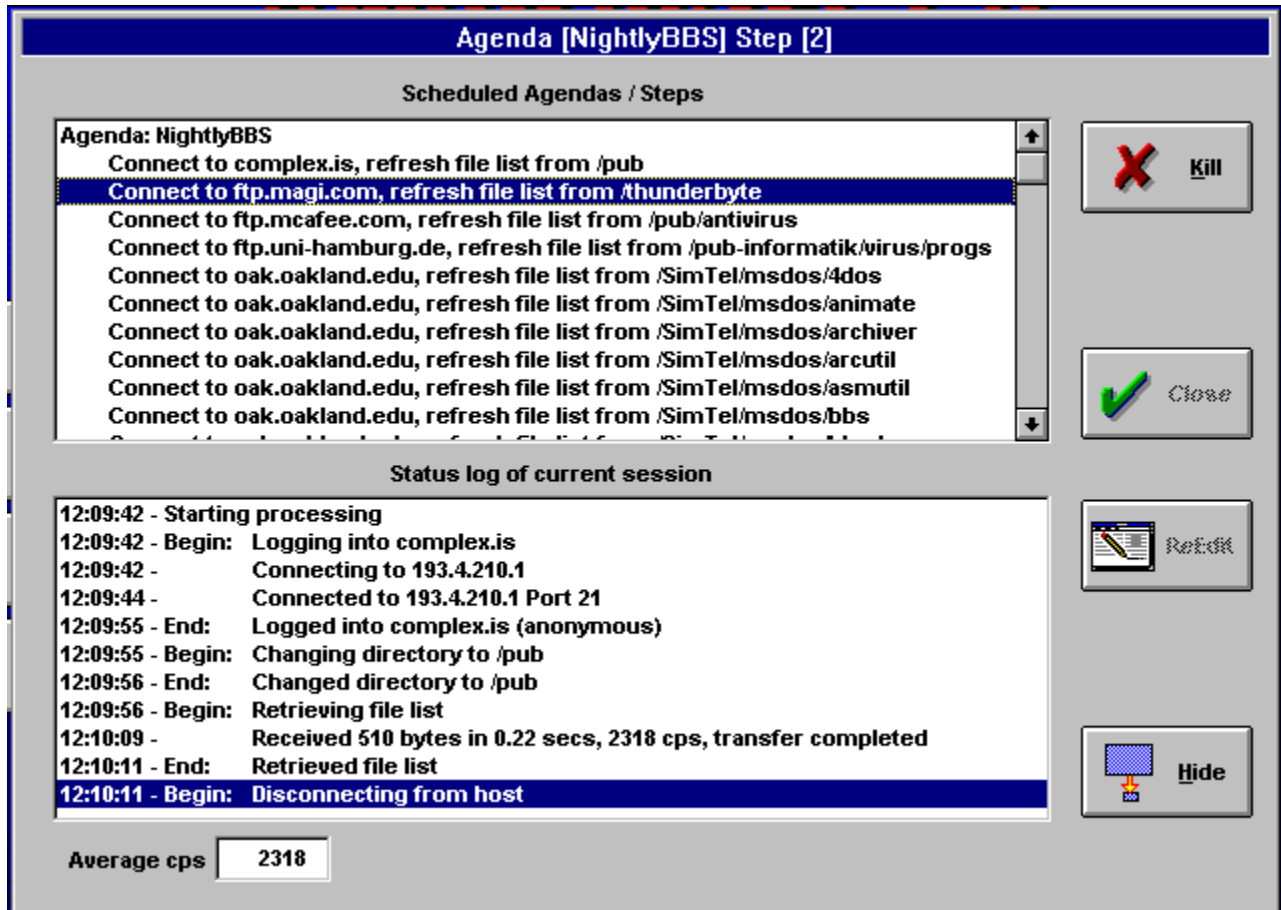 Agenda [NightlyBBS] Step [2]
Scheduled Agendas / Steps
Agenda: NightlyBBS
Connect to complex.is, refresh file list from /pub
Connect to ftp.magi.com, refresh file list from /thunderbyte
Connect to ftp.mcafee.com, refresh file list from /pub/antivirus
Connect to ftp.uni-hamburg.de, refresh file list from /pub-informatik/virus/progs
Connect to oak.oakland.edu, refresh file list from /SimTel/msdos/4dos
Connect to oak.oakland.edu, refresh file list from /SimTel/msdos/animate
Connect to oak.oakland.edu, refresh file list from /SimTel/msdos/archiver
Connect to oak.oakland.edu, refresh file list from /SimTel/msdos/arcutil
Connect to oak.oakland.edu, refresh file list from /SimTel/msdos/asmutil
Connect to oak.oakland.edu, refresh file list from /SimTel/msdos/bbs
Kill
Close
Status log of current session
12:09:42 - Starting processing
12:09:42 - Begin: Logging into complex.is
12:09:42 - Connecting to 193.4.210.1
12:09:44 - Connected to 193.4.210.1 Port 21
12:09:55 - End: Logged into complex.is (anonymous)
12:09:55 - Begin: Changing directory to /pub
12:09:56 - End: Changed directory to /pub
12:09:56 - Begin: Retrieving file list
12:10:09 - Received 510 bytes in 0.22 secs, 2318 cps, transfer completed
12:10:11 - End: Retrieved file list
12:10:11 - Begin: Disconnecting from host
ReEdit
Hide
Average cps 2318